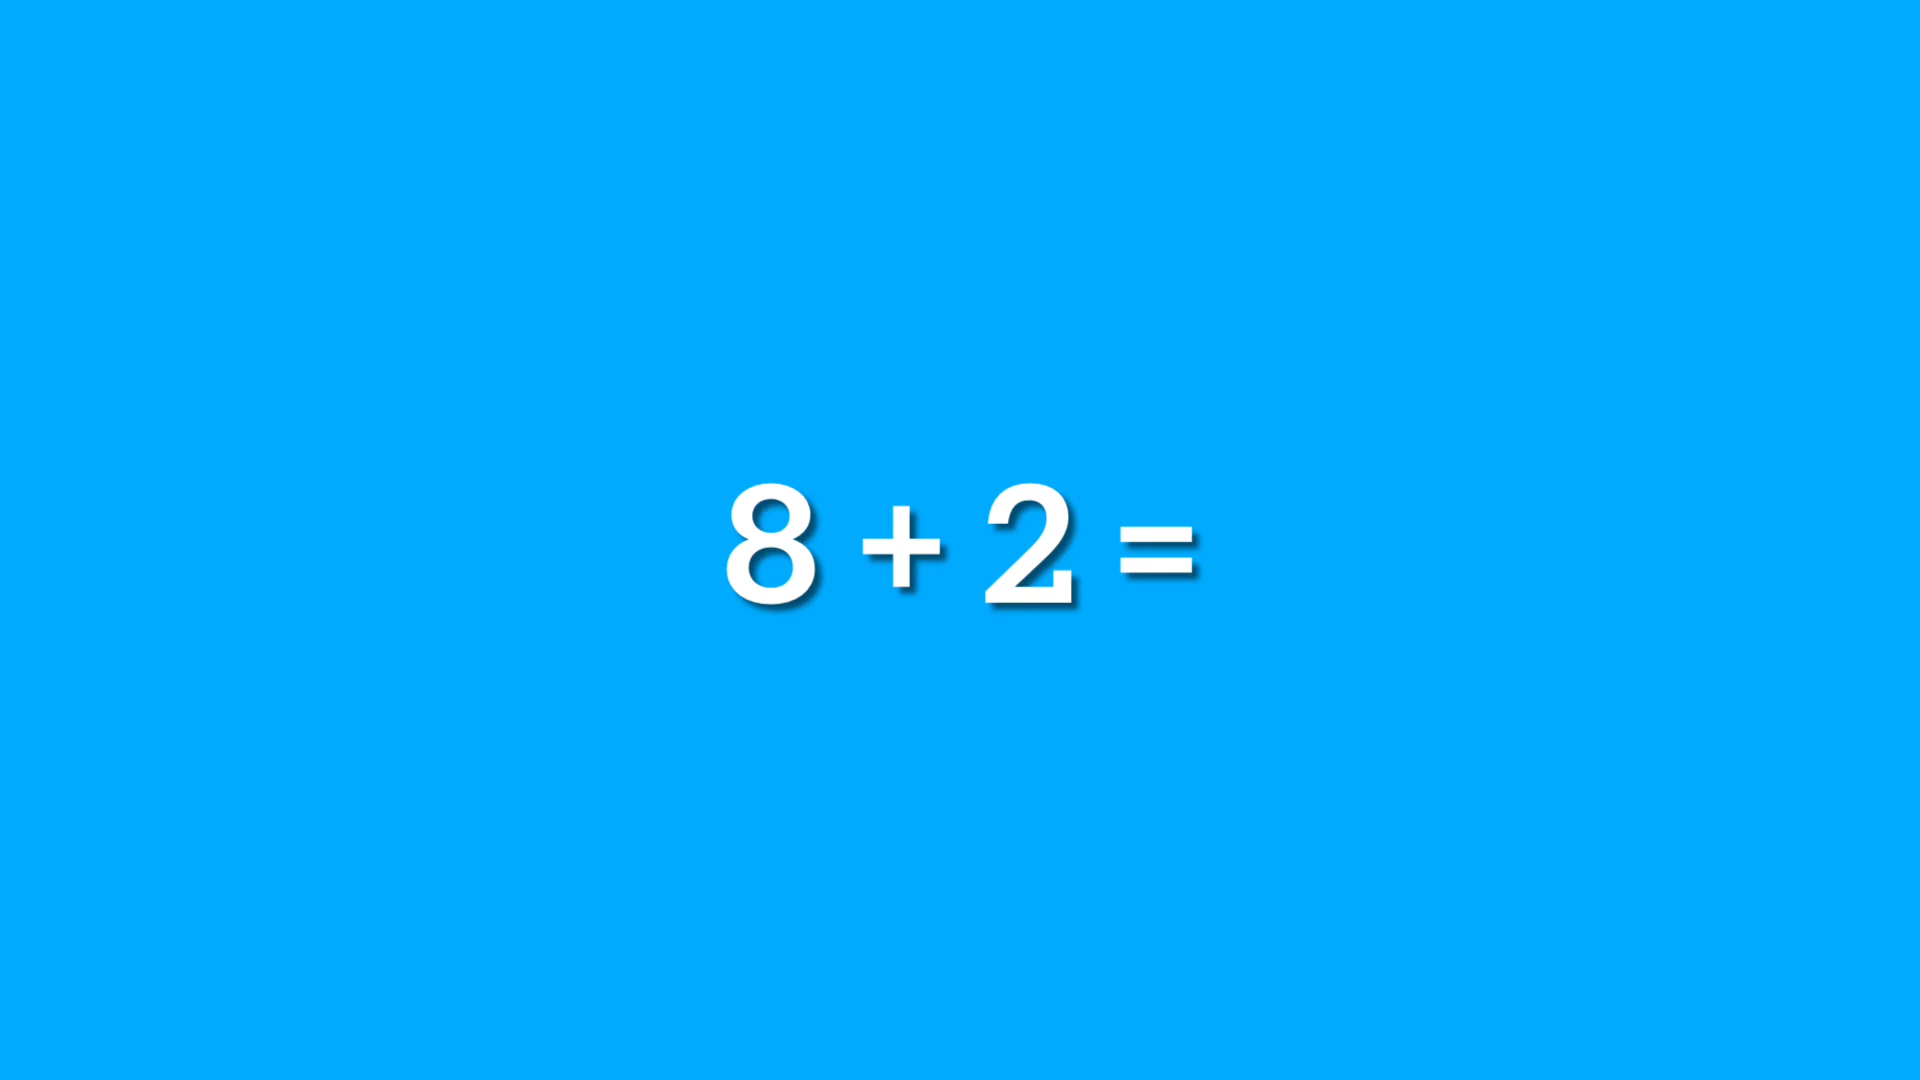 8 + 2 =